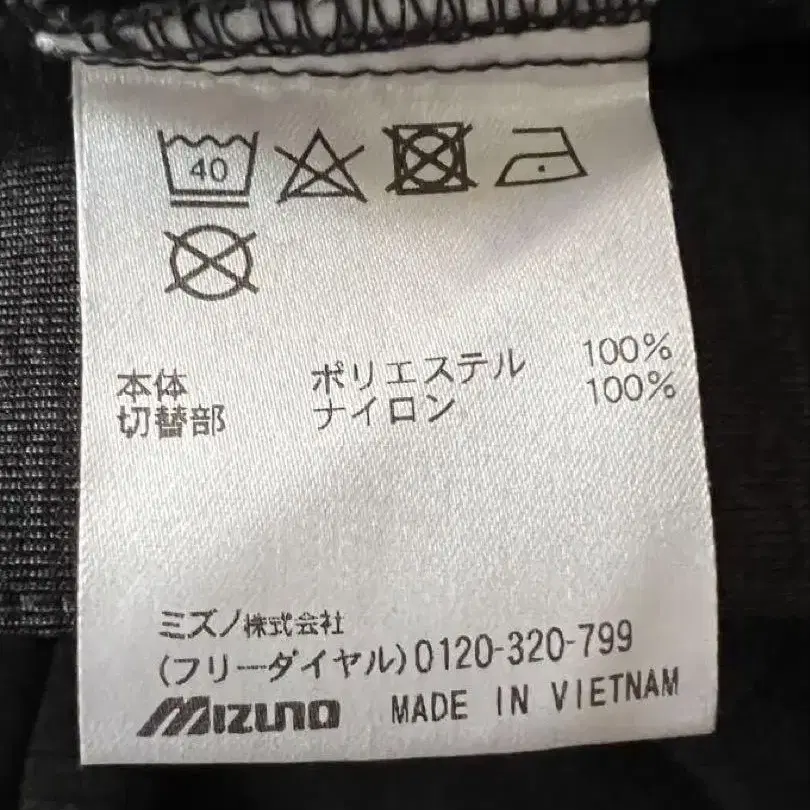 40
本体 ポリエステル 100%
切替部 ナイロン 100%
ミズノ株式会社
(フリーダイヤル)0120-320-799
MIZUNO MADE IN VIETNAM